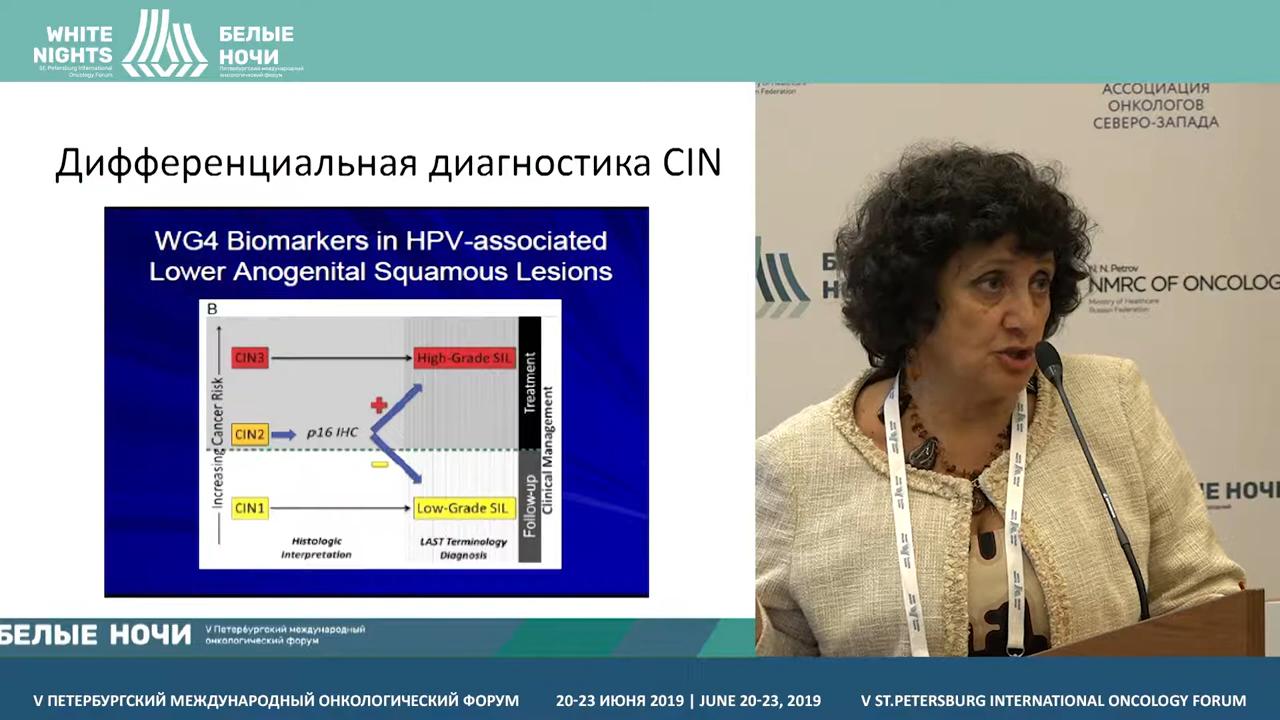 WHITE
NIGHTS
St. Petersburg International
Oncology Forum
БЕЛЫЕ
НОЧИ
Петербургский международный
онкологический форум
Дифференциальная диагностика CIN
WG4 Biomarkers in HPV-associated
Lower Anogenital Squamous Lesions
B
Increasing Cancer Risk
CIN3
High-Grade SIL
CIN2
p16 IHC
CIN1
Low-Grade SIL
Histologic
Interpretation
LAST Terminology
Diagnosis
Treatment
Follow-up
Clinical Management
БЕЛЫЕ НОЧИ
V Петербургский международный
онкологический форум
Federation
АССОЦИАЦИЯ
ОНКОЛОГОВ
СЕВЕРО-ЗАПАДА
N. N. Petrov
NMRC OF ONCOLOG
Ministry of Healthcare
Russian Federation
ЫЕ НОЧИ
V ПЕТЕРБУРГСКИЙ МЕЖДУНАРОДНЫЙ ОНКОЛОГИЧЕСКИЙ ФОРУМ
20-23 ИЮНЯ 2019 | JUNE 20-23, 2019
V ST.PETERSBURG INTERNATIONAL ONCOLOGY FORUM